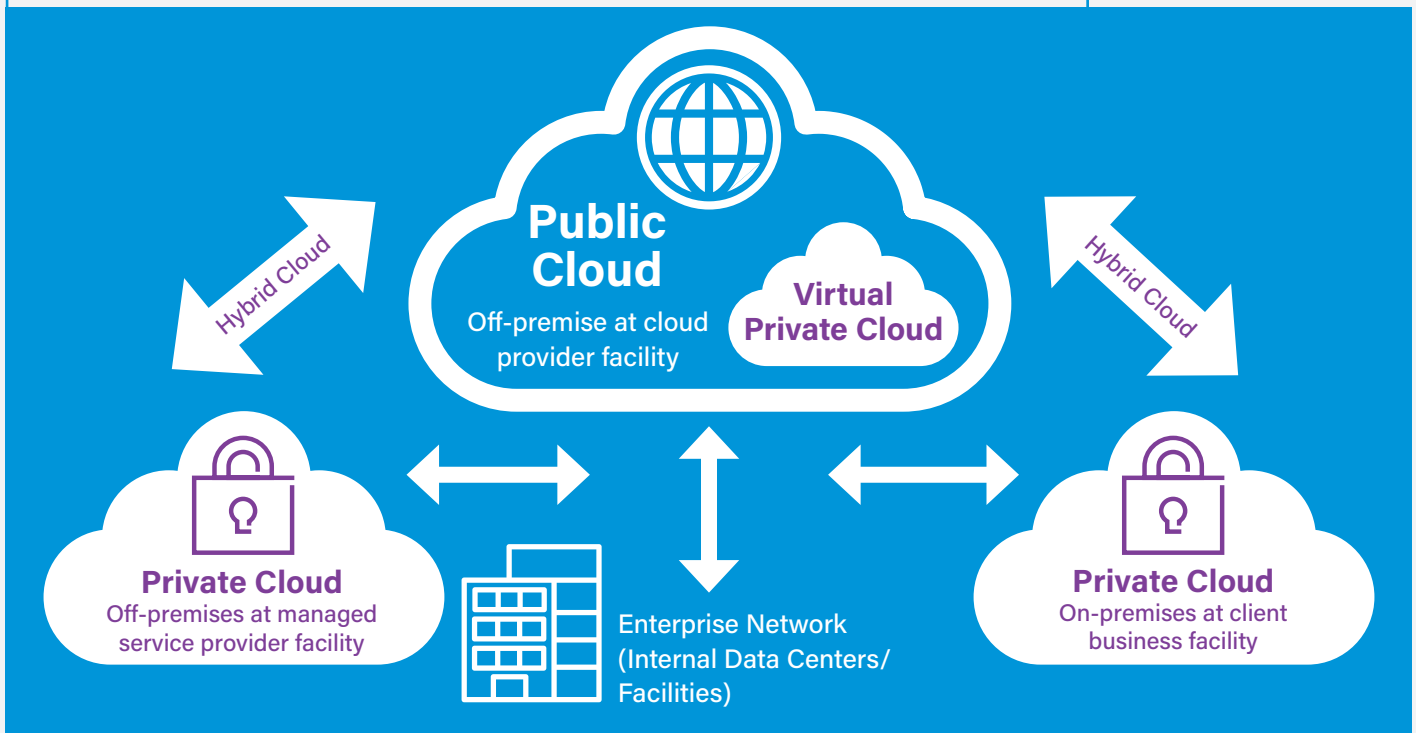 Public
Cloud
Off-premise at cloud
provider facility
Virtual
Private Cloud
Hybrid Cloud
Hybrid Cloud
Private Cloud
Off-premises at managed
service provider facility
Enterprise Network
(Internal Data Centers/
Facilities)
Private Cloud
On-premises at client
business facility